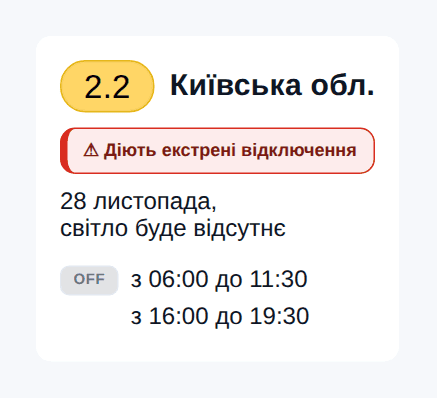 2.2 Київська обл.
⚠ Діють екстрені відключення
28 листопада,
світло буде відсутнє
OFF з 06:00 до 11:30
з 16:00 до 19:30